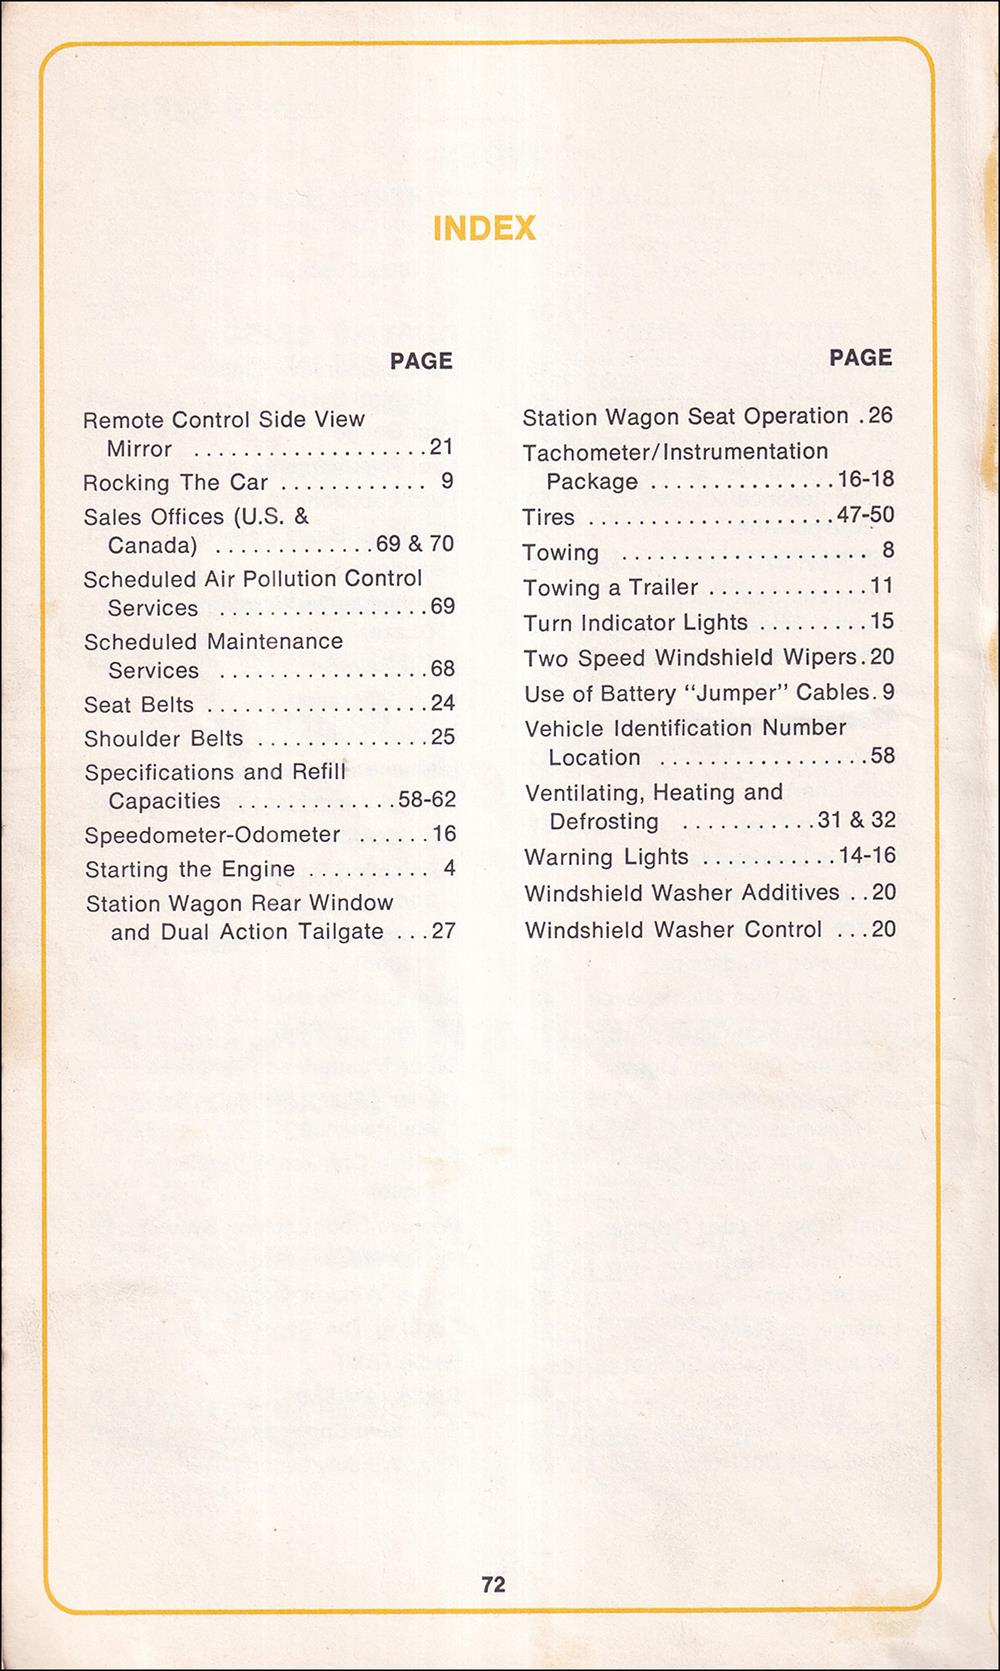 INDEX
PAGE
Remote Control Side View
Mirror . . . . . . . . . . . . . . . . . . .21
Rocking The Car . . . . . . . . . . . . 9
Sales Offices (U.S. &
Canada) . . . . . . . . . . . . .69 & 70
Scheduled Air Pollution Control
Services . . . . . . . . . . . . . . . . .69
Scheduled Maintenance
Services . . . . . . . . . . . . . . . . .68
Seat Belts . . . . . . . . . . . . . . . . . .24
Shoulder Belts . . . . . . . . . . . . . .25
Specifications and Refill
Capacities . . . . . . . . . . . . .58-62
Speedometer-Odometer . . . . . .16
Starting the Engine . . . . . . . . . . 4
Station Wagon Rear Window
and Dual Action Tailgate . . .27
PAGE
Station Wagon Seat Operation .26
Tachometer/Instrumentation
Package . . . . . . . . . . . . . . .16-18
Tires . . . . . . . . . . . . . . . . . . . .47-50
Towing . . . . . . . . . . . . . . . . . . . . 8
Towing a Trailer . . . . . . . . . . . . .11
Turn Indicator Lights . . . . . . . . .15
Two Speed Windshield Wipers.20
Use of Battery “Jumper” Cables. 9
Vehicle Identification Number
Location . . . . . . . . . . . . . . . . .58
Ventilating, Heating and
Defrosting . . . . . . . . . . .31 & 32
Warning Lights . . . . . . . . . . .14-16
Windshield Washer Additives . .20
Windshield Washer Control . . .20
72